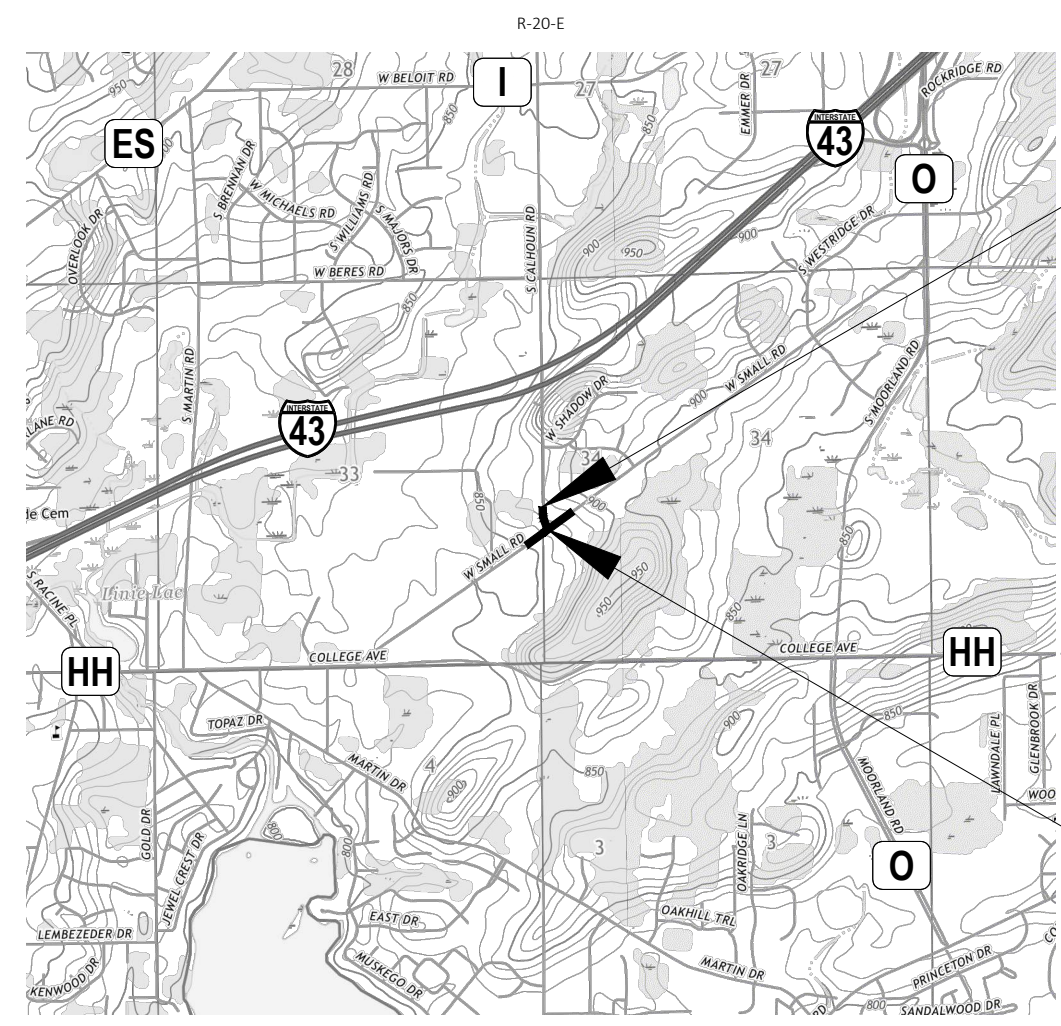 R-20-E
28
W BELOIT RD
I
27
27
ROCKRIDGE RD
EMMER DR
950
850
850
ES
INTERSTATE
43
O
S BRENNAN DR
W MICHAELS RD
S WILLIAMS RD
S MAJORS DR
S CALHOUN RD
OVERLOOK DR
W BERES RD
900
950
900
S WESTRIDGE DR
850
S MARTIN RD
W SMALL RD
S MOORLAND RD
W SHADOW DR
900
INTERSTATE
43
LANE RD
33
34
34
850
900
de Cem
850
W SMALL RD
950
950
850
S RACINE PL
Linie Lac
HH
COLLEGE AVE
COLLEGE AVE
HH
TOPAZ DR
900
850
LAWNDALE PL
GLENBROOK DR
MARTIN DR
4
850
900
MOORLAND RD
WOO
GOLD DR
800
800
JEWEL CREST DR
3
OAKRIDGE LN
3
O
OAKHILL TRL
EAST DR
LEMBEZEDER DR
KENWOOD DR
MUSKEGO DR
MARTIN DR
PRINCETON DR
CO
RD
800
SANDALWOOD DR